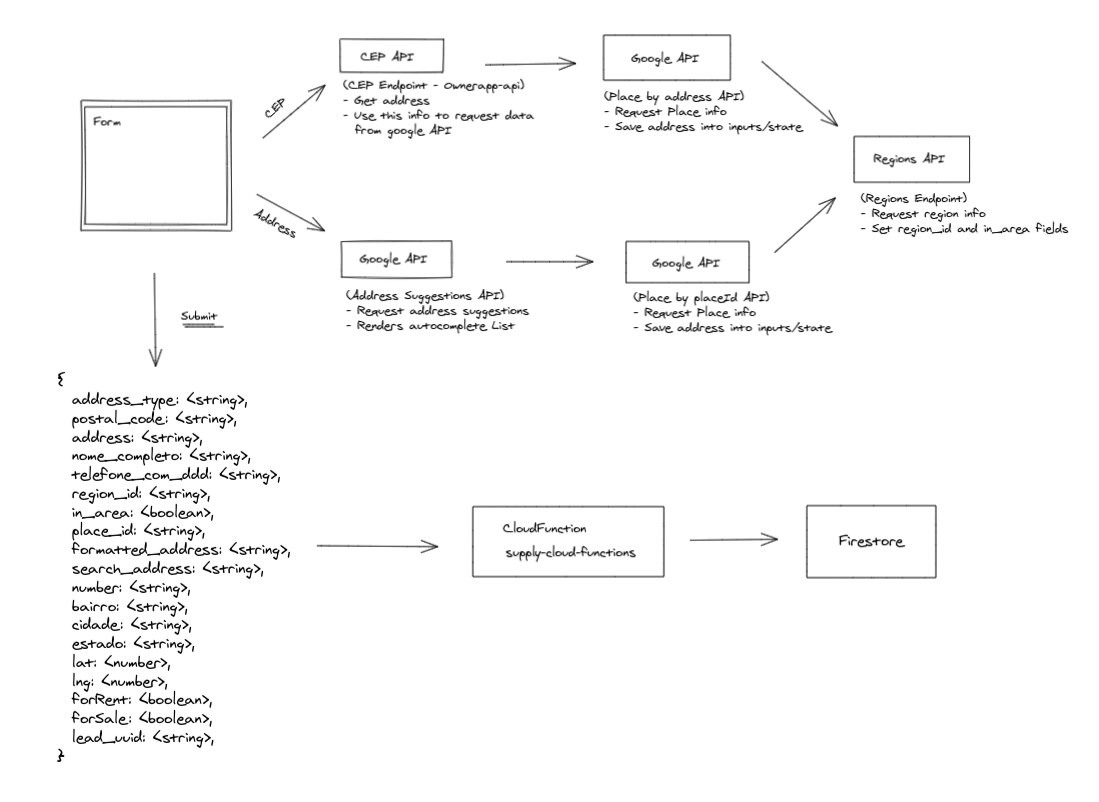 CEP API
(CEP Endpoint - Ownerapp-api)
- Get address
- Use this info to request data
from google API
Google API
(Place by address API)
- Request Place info
- Save address into inputs/state
Form
CEP
Address
Regions API
(Regions Endpoint)
- Request region info
- Set region_id and in_area fields
Google API
(Address Suggestions API)
- Request address suggestions
- Renders autocomplete List
Google API
(Place by placeId API)
- Request Place info
- Save address into inputs/state
Submit
{
address_type: <string>,
postal_code: <string>,
address: <string>,
nome_completo: <string>,
telefone_com_ddd: <string>,
region_id: <string>,
in_area: <boolean>,
place_id: <string>,
formatted_address: <string>,
search_address: <string>,
number: <string>,
bairro: <string>,
cidade: <string>,
estado: <string>,
lat: <number>,
lng: <number>,
forRent: <boolean>,
forSale: <boolean>,
lead_uuid: <string>,
}
CloudFunction
supply-cloud-functions
Firestore